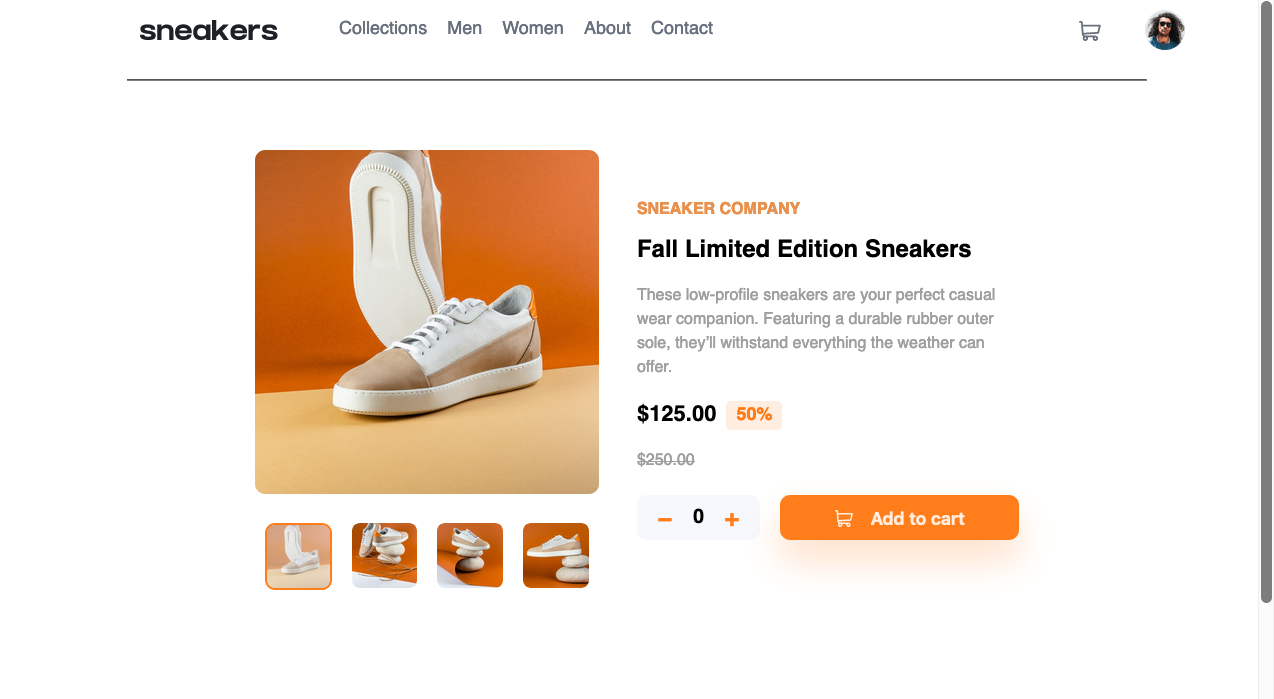 sneakers
Collections Men Women About Contact
SNEAKER COMPANY
Fall Limited Edition Sneakers
These low-profile sneakers are your perfect casual
wear companion. Featuring a durable rubber outer
sole, they’ll withstand everything the weather can
offer.
$125.00 50%
$250.00
0
Add to cart